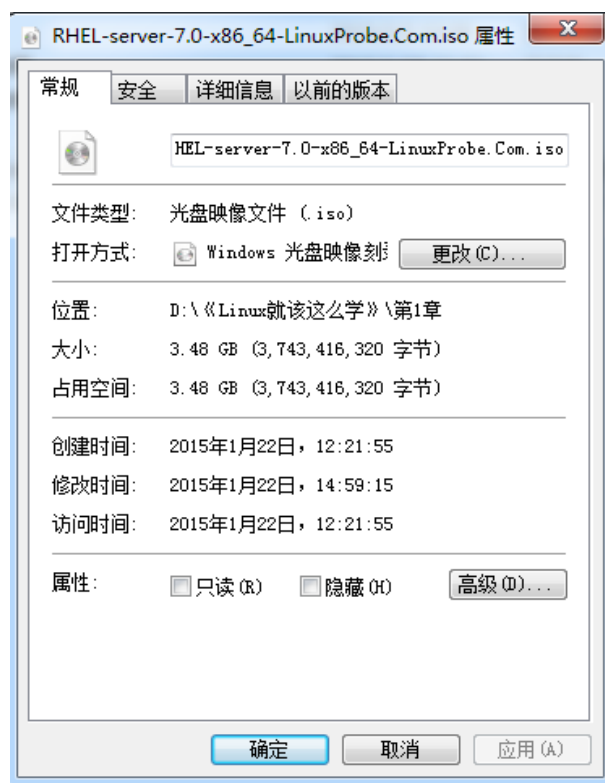 RHEL-server-7.0-x86_64-LinuxProbe.Com.iso 属性
常规 安全 详细信息 以前的版本
HEL-server-7.0-x86_64-LinuxProbe.Com.iso
文件类型: 光盘映像文件 (.iso)
打开方式: Windows 光盘映像刻 更改(C)...
位置: D:\《Linux就该这么学》\第1章
大小: 3.48 GB (3,743,416,320 字节)
占用空间: 3.48 GB (3,743,416,320 字节)
创建时间: 2015年1月22日，12:21:55
修改时间: 2015年1月22日，14:59:15
访问时间: 2015年1月22日，12:21:55
属性: 只读(R) 隐藏(H) 高级(D)...
确定 取消 应用(A)